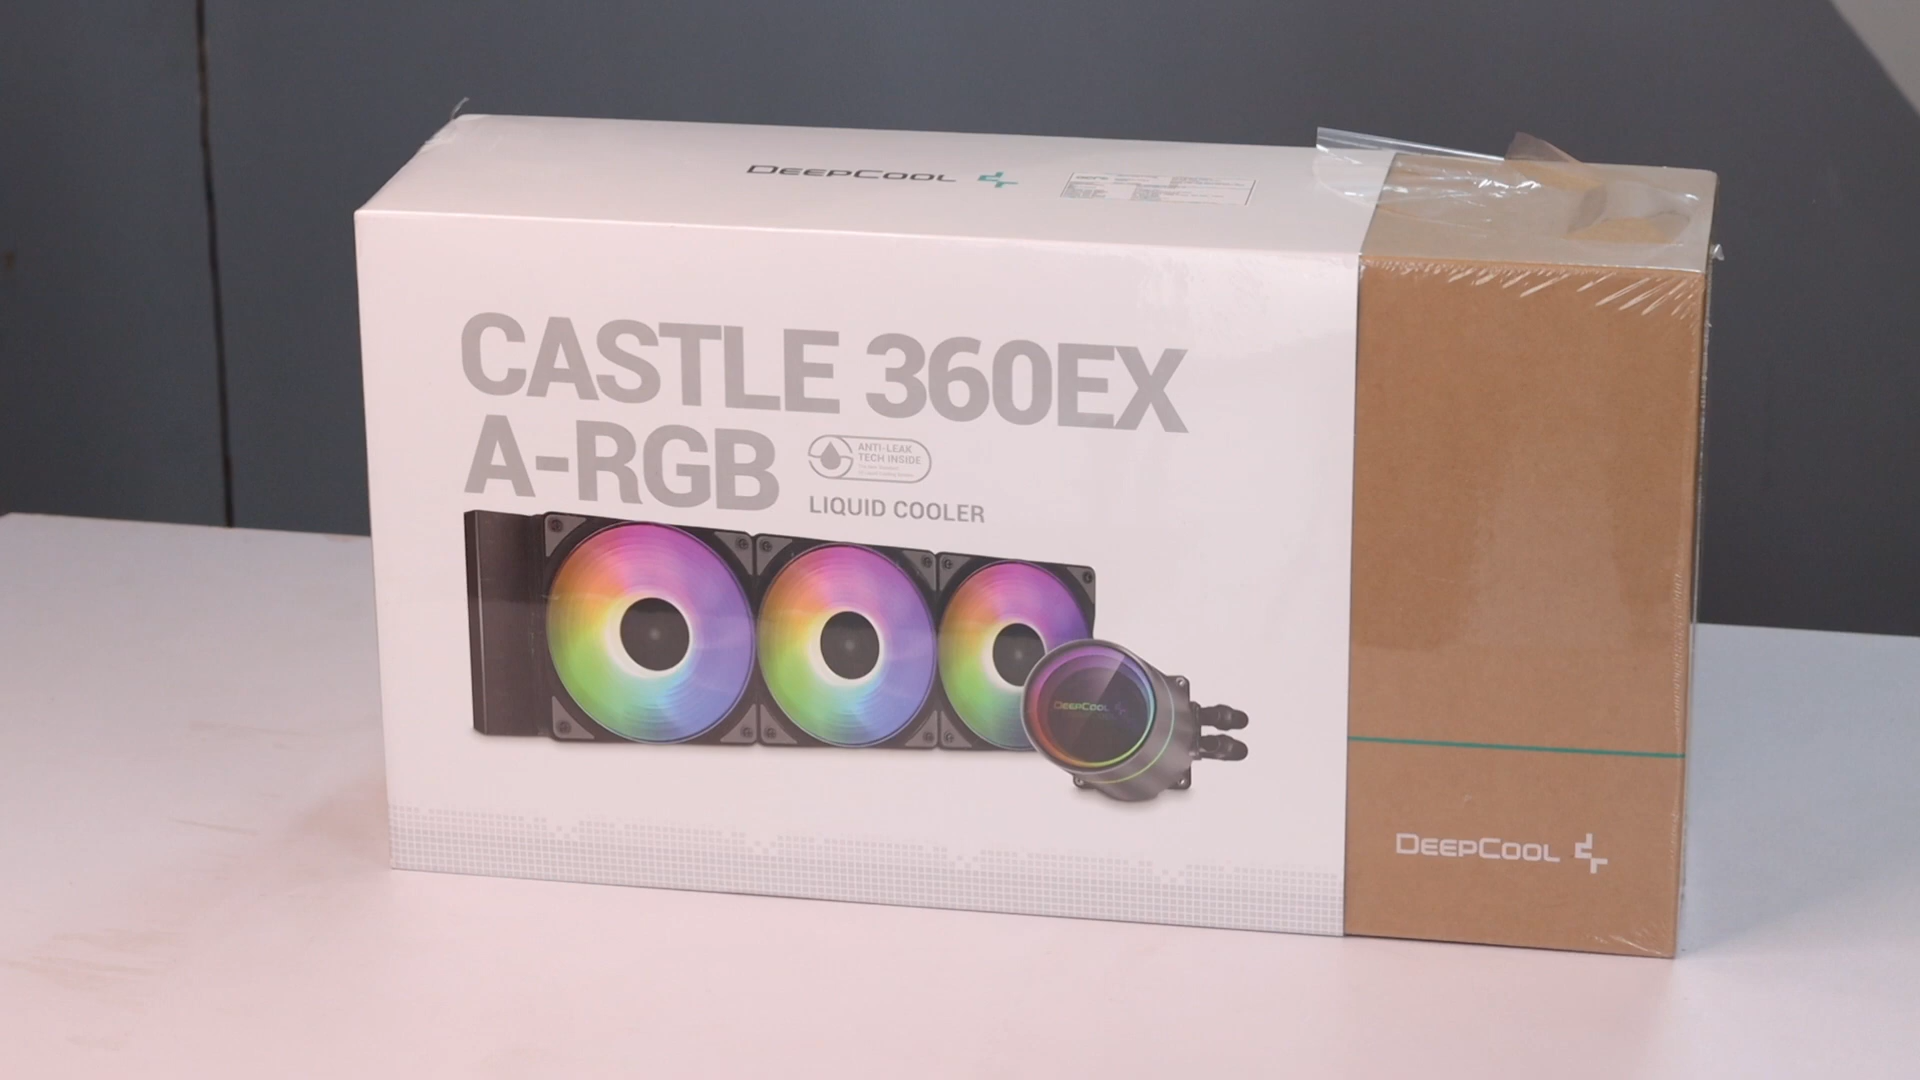 DEEPCOOL
CASTLE 360EX
A-RGB
ANTI-LEAK
TECH INSIDE
LIQUID COOLER
DEEPCOOL
DEEPCOOL